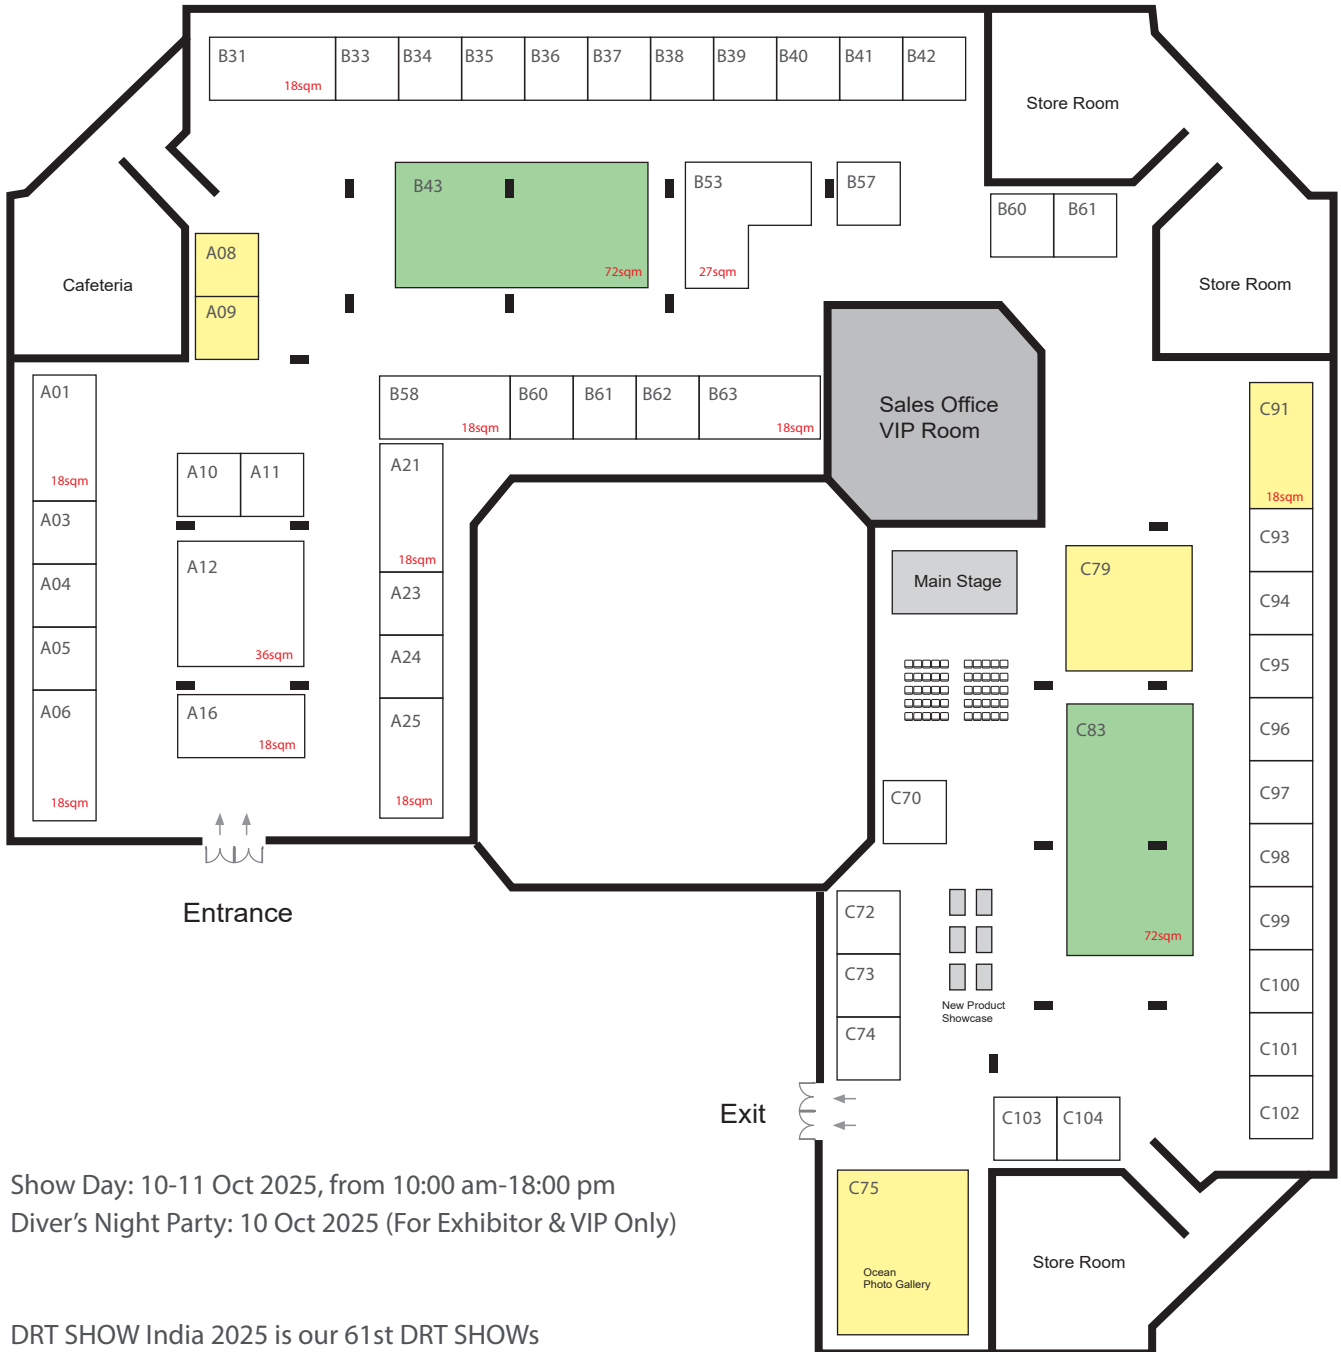 B31
18sqm
B33
B34
B35
B36
B37
B38
B39
B40
B41
B42
Store Room
B43
72sqm
B53
27sqm
B57
B60
B61
Store Room
Cafeteria
A08
A09
A01
18sqm
A03
A04
A05
A06
18sqm
A10
A11
A12
36sqm
A16
18sqm
B58
18sqm
B60
B61
B62
B63
18sqm
A21
18sqm
A23
A24
A25
18sqm
Sales Office
VIP Room
Main Stage
C79
C83
72sqm
C91
18sqm
C93
C94
C95
C96
C97
C98
C99
C100
C101
C102
C70
C72
C73
C74
New Product
Showcase
C103
C104
Entrance
Exit
C75
Ocean
Photo Gallery
Store Room
Show Day: 10-11 Oct 2025, from 10:00 am-18:00 pm
Diver’s Night Party: 10 Oct 2025 (For Exhibitor & VIP Only)
DRT SHOW India 2025 is our 61st DRT SHOWs